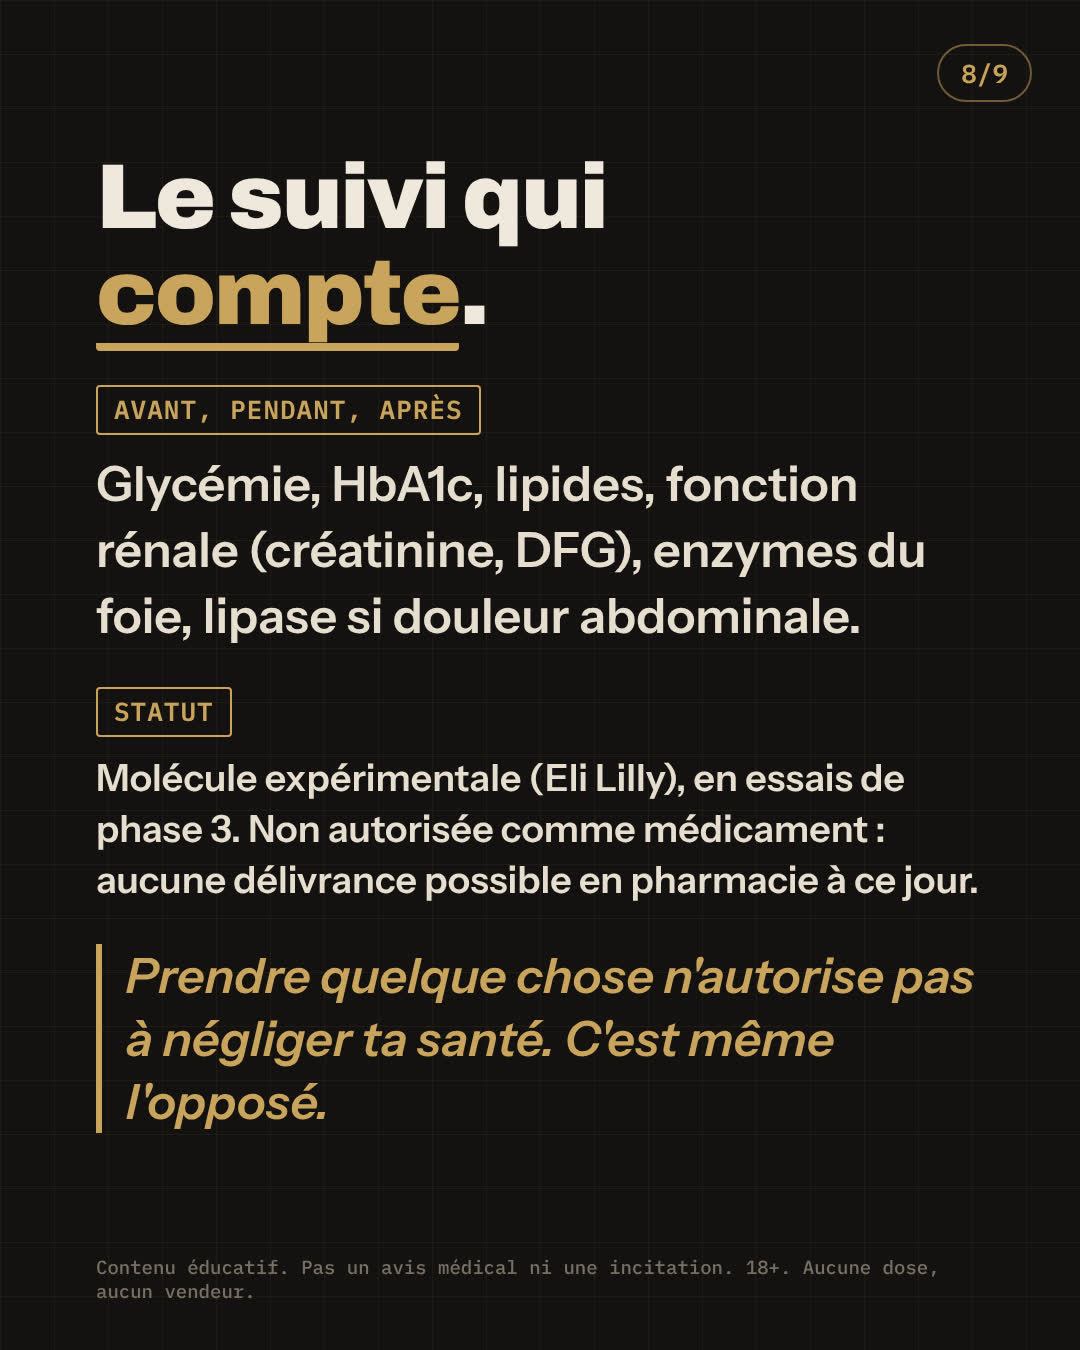 8/9
Le suivi qui
compte.
AVANT, PENDANT, APRÈS
Glycémie, HbA1c, lipides, fonction
rénale (créatinine, DFG), enzymes du
foie, lipase si douleur abdominale.
STATUT
Molécule expérimentale (Eli Lilly), en essais de
phase 3. Non autorisée comme médicament :
aucune délivrance possible en pharmacie à ce jour.
Prendre quelque chose n'autorise pas
à négliger ta santé. C'est même
l'opposé.
Contenu éducatif. Pas un avis médical ni une incitation. 18+. Aucune dose,
aucun vendeur.